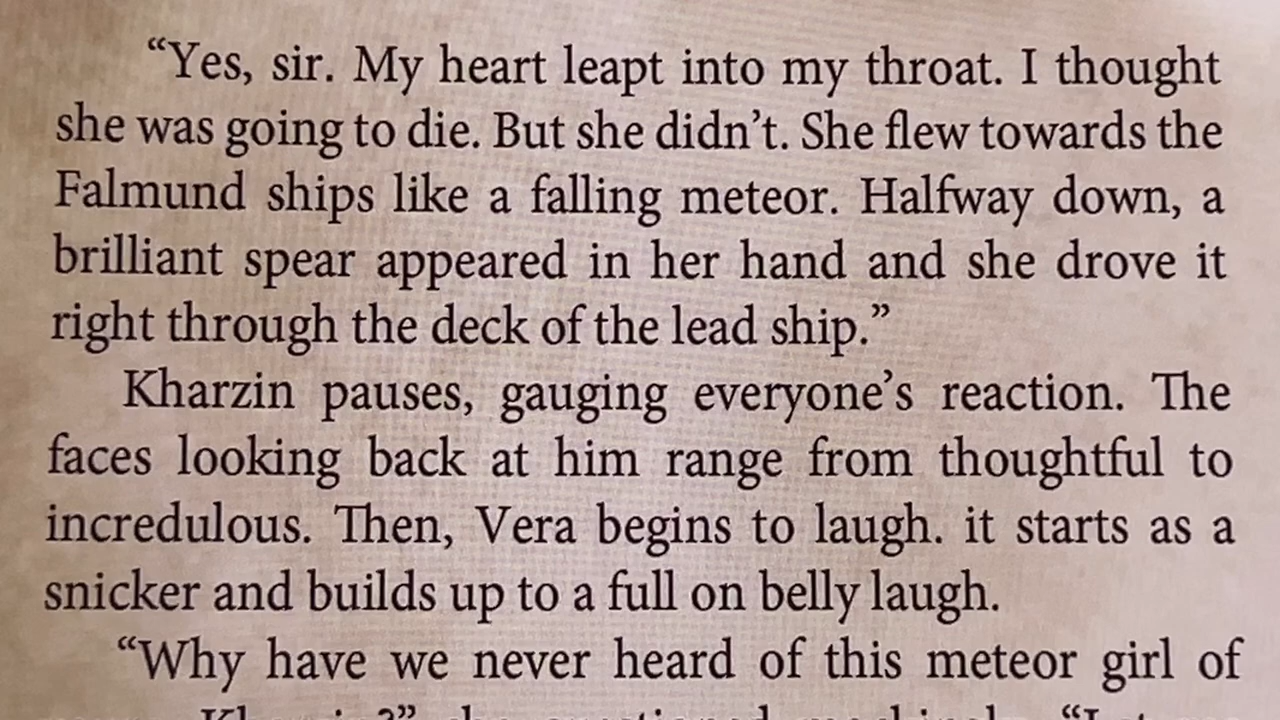 “Yes, sir. My heart leapt into my throat. I thought
she was going to die. But she didn’t. She flew towards the
Falmund ships like a falling meteor. Halfway down, a
brilliant spear appeared in her hand and she drove it
right through the deck of the lead ship.”
Kharzin pauses, gauging everyone’s reaction. The
faces looking back at him range from thoughtful to
incredulous. Then, Vera begins to laugh. it starts as a
snicker and builds up to a full on belly laugh.
“Why have we never heard of this meteor girl of